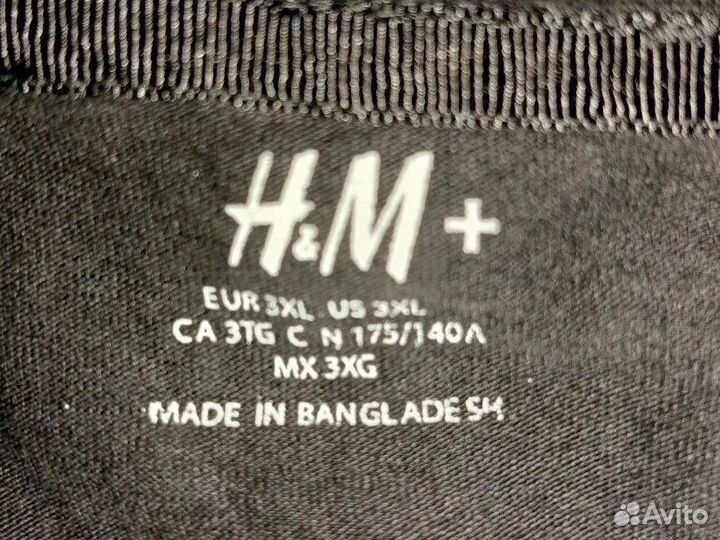 H&M +
EUR 3XL US 3XL
CA 3TG CN 175/140A
MX 3XG
MADE IN BANGLADESH
Avito